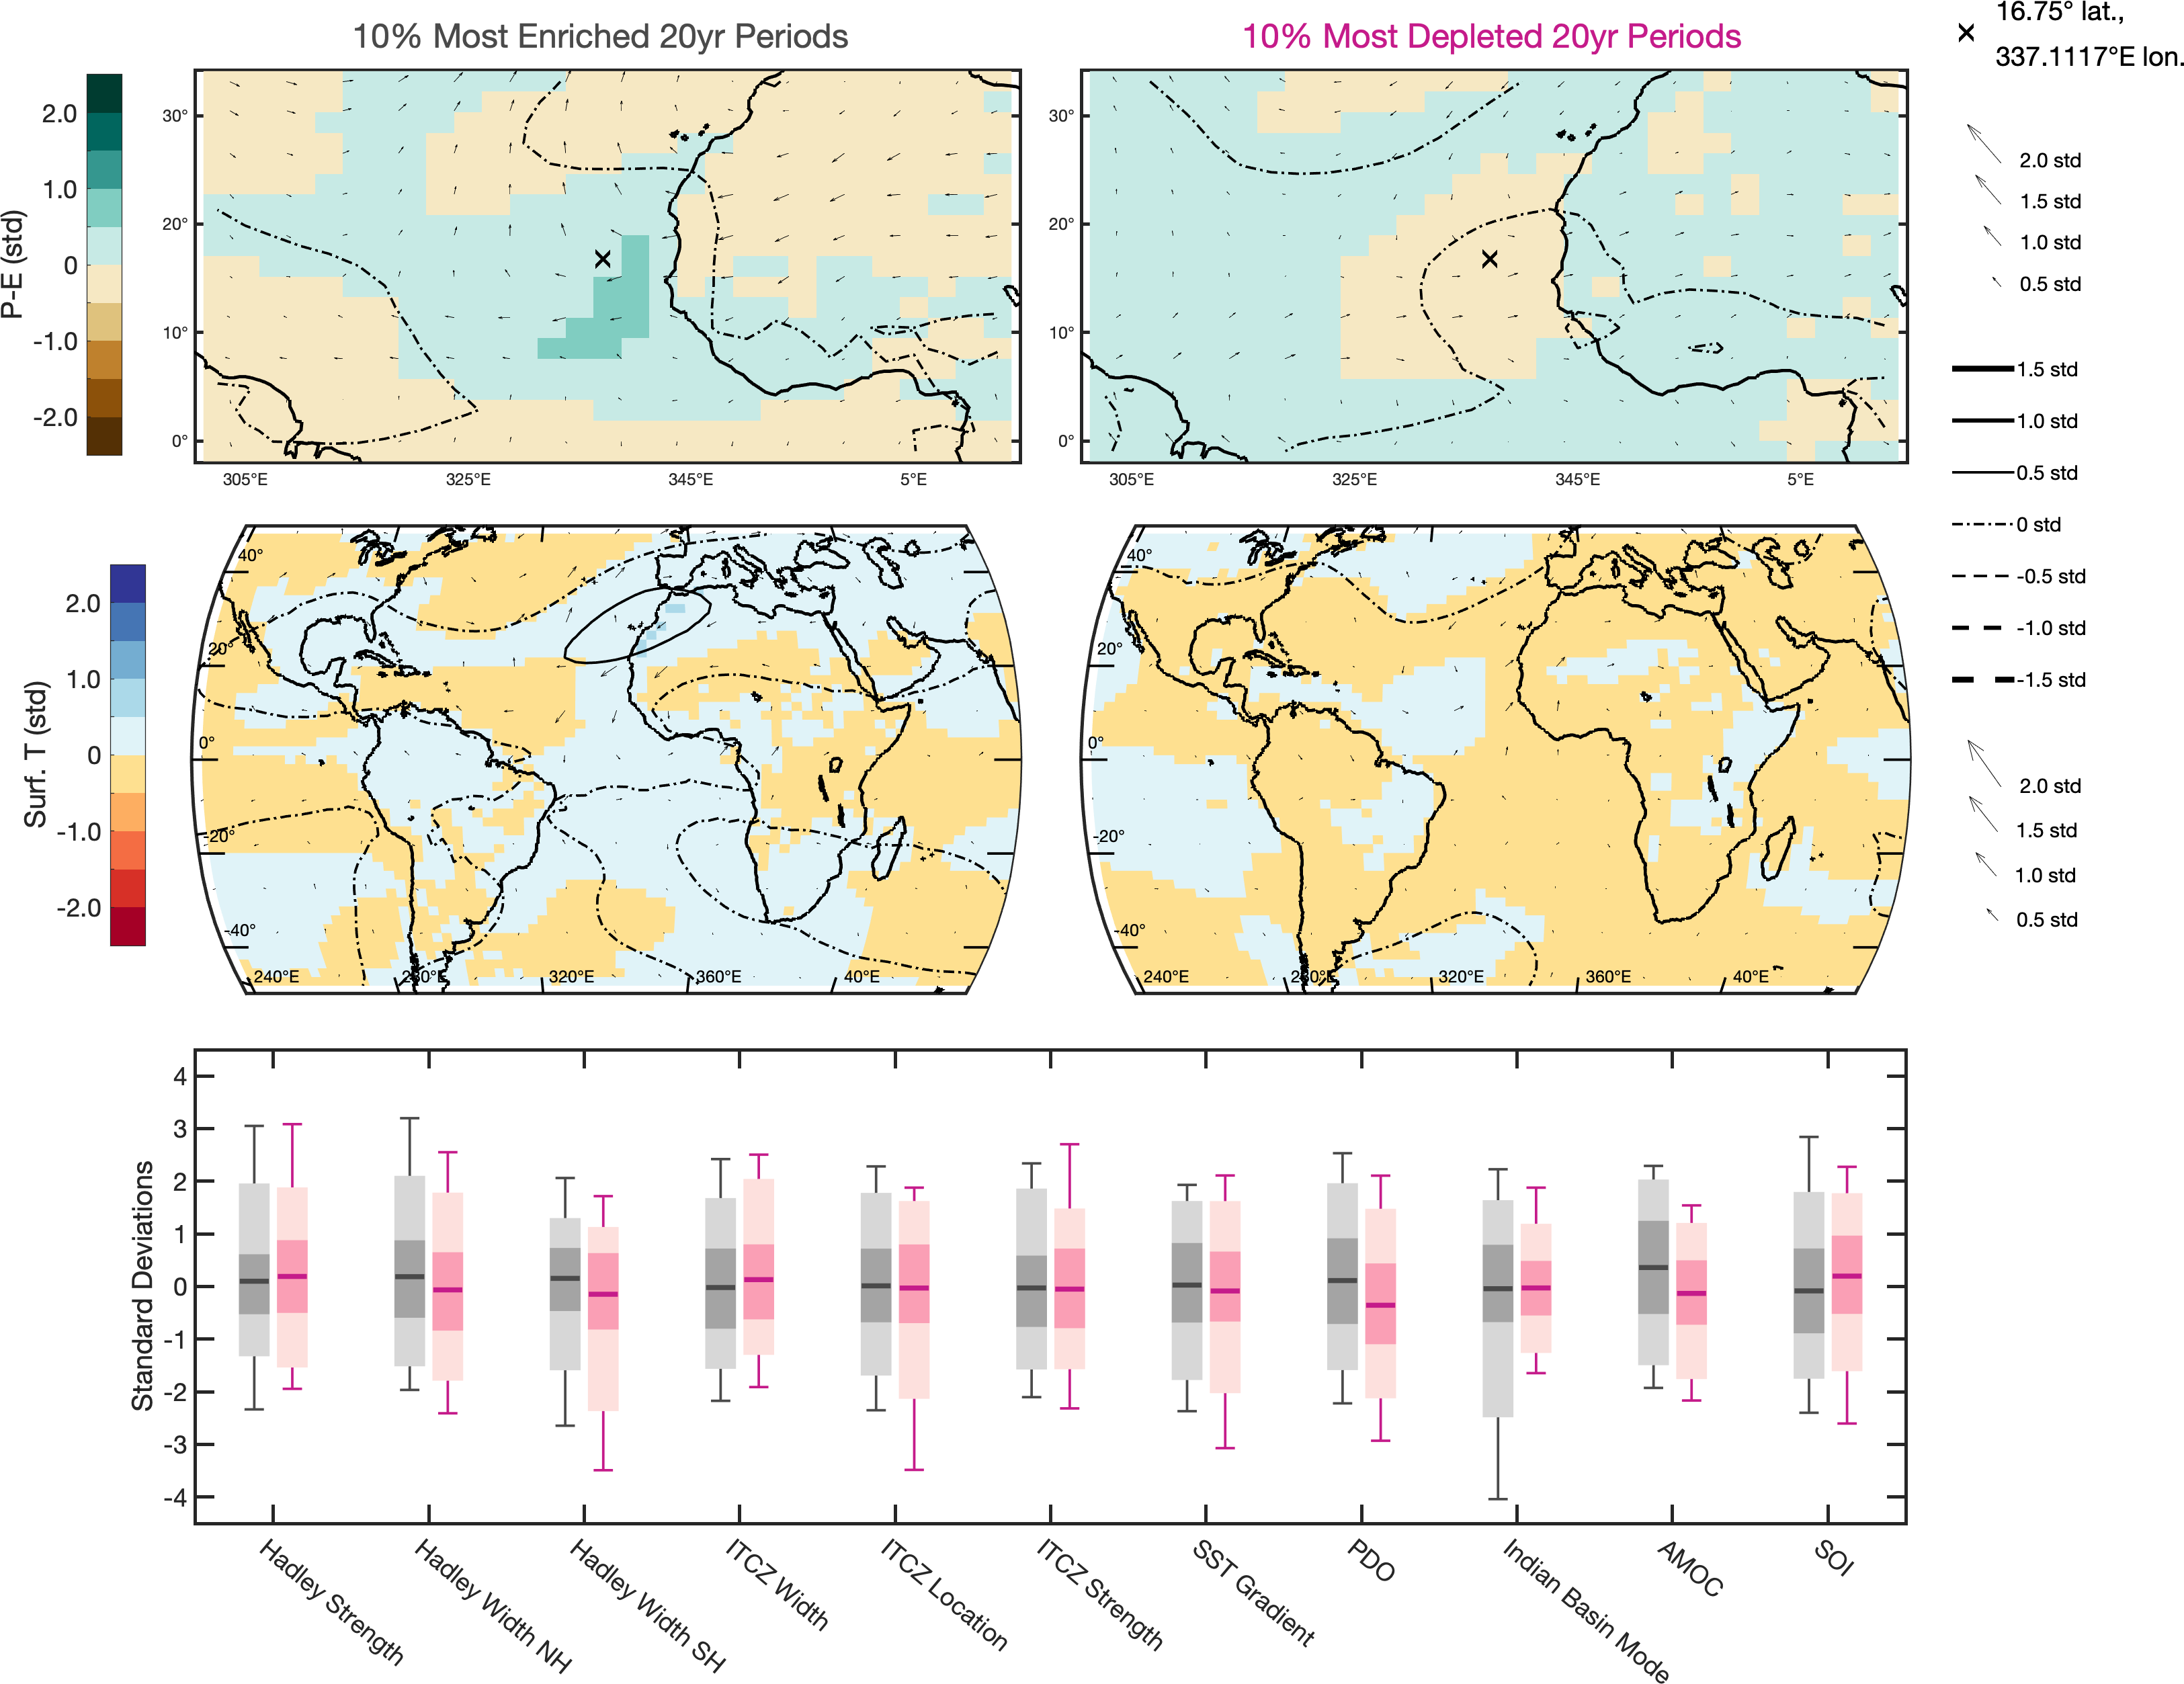 10% Most Enriched 20yr Periods
10% Most Depleted 20yr Periods
16.75° lat.,
337.1117°E lon.
P-E (std)
2.0
1.0
0
-1.0
-2.0
30°
20°
10°
0°
305°E
325°E
345°E
5°E
30°
20°
10°
0°
305°E
325°E
345°E
5°E
2.0 std
1.5 std
1.0 std
0.5 std
1.5 std
1.0 std
0.5 std
0 std
-0.5 std
-1.0 std
-1.5 std
Surf. T (std)
2.0
1.0
0
-1.0
-2.0
40°
20°
0°
-20°
-40°
240°E
280°E
320°E
360°E
40°E
40°
20°
0°
-20°
-40°
240°E
280°E
320°E
360°E
40°E
2.0 std
1.5 std
1.0 std
0.5 std
Standard Deviations
4
3
2
1
0
-1
-2
-3
-4
Hadley Strength
Hadley Width NH
Hadley Width SH
ITCZ Width
ITCZ Location
ITCZ Strength
SST Gradient
PDO
Indian Basin Mode
AMOC
SOI